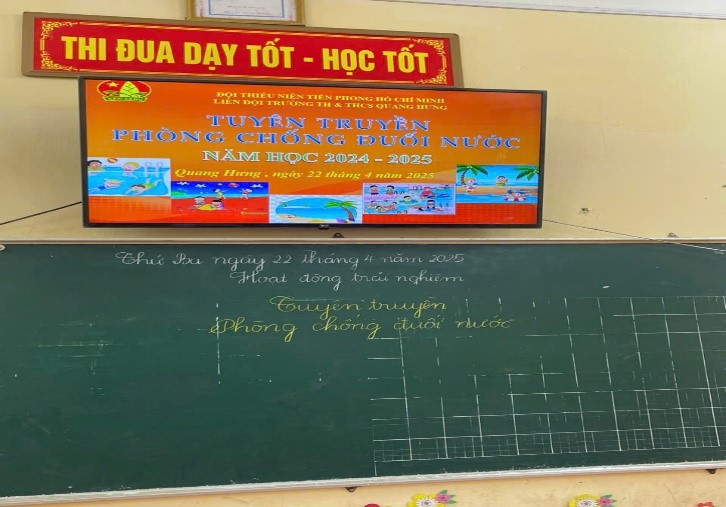 THI ĐUA DẠY TỐT - HỌC TỐT
ĐỘI THIẾU NIÊN TIỀN PHONG HỒ CHÍ MINH
LIÊN ĐỘI TRƯỜNG TH & THCS QUANG HƯNG
TUYÊN TRUYỀN
PHÒNG CHỐNG ĐUỐI NƯỚC
NĂM HỌC 2024 - 2025
Quang Hưng , ngày 22 tháng 4 năm 2025
Thứ Ba ngày 22 tháng 4 năm 2025
Hoạt động trải nghiệm
Tuyên truyền
Phòng chống đuối nước